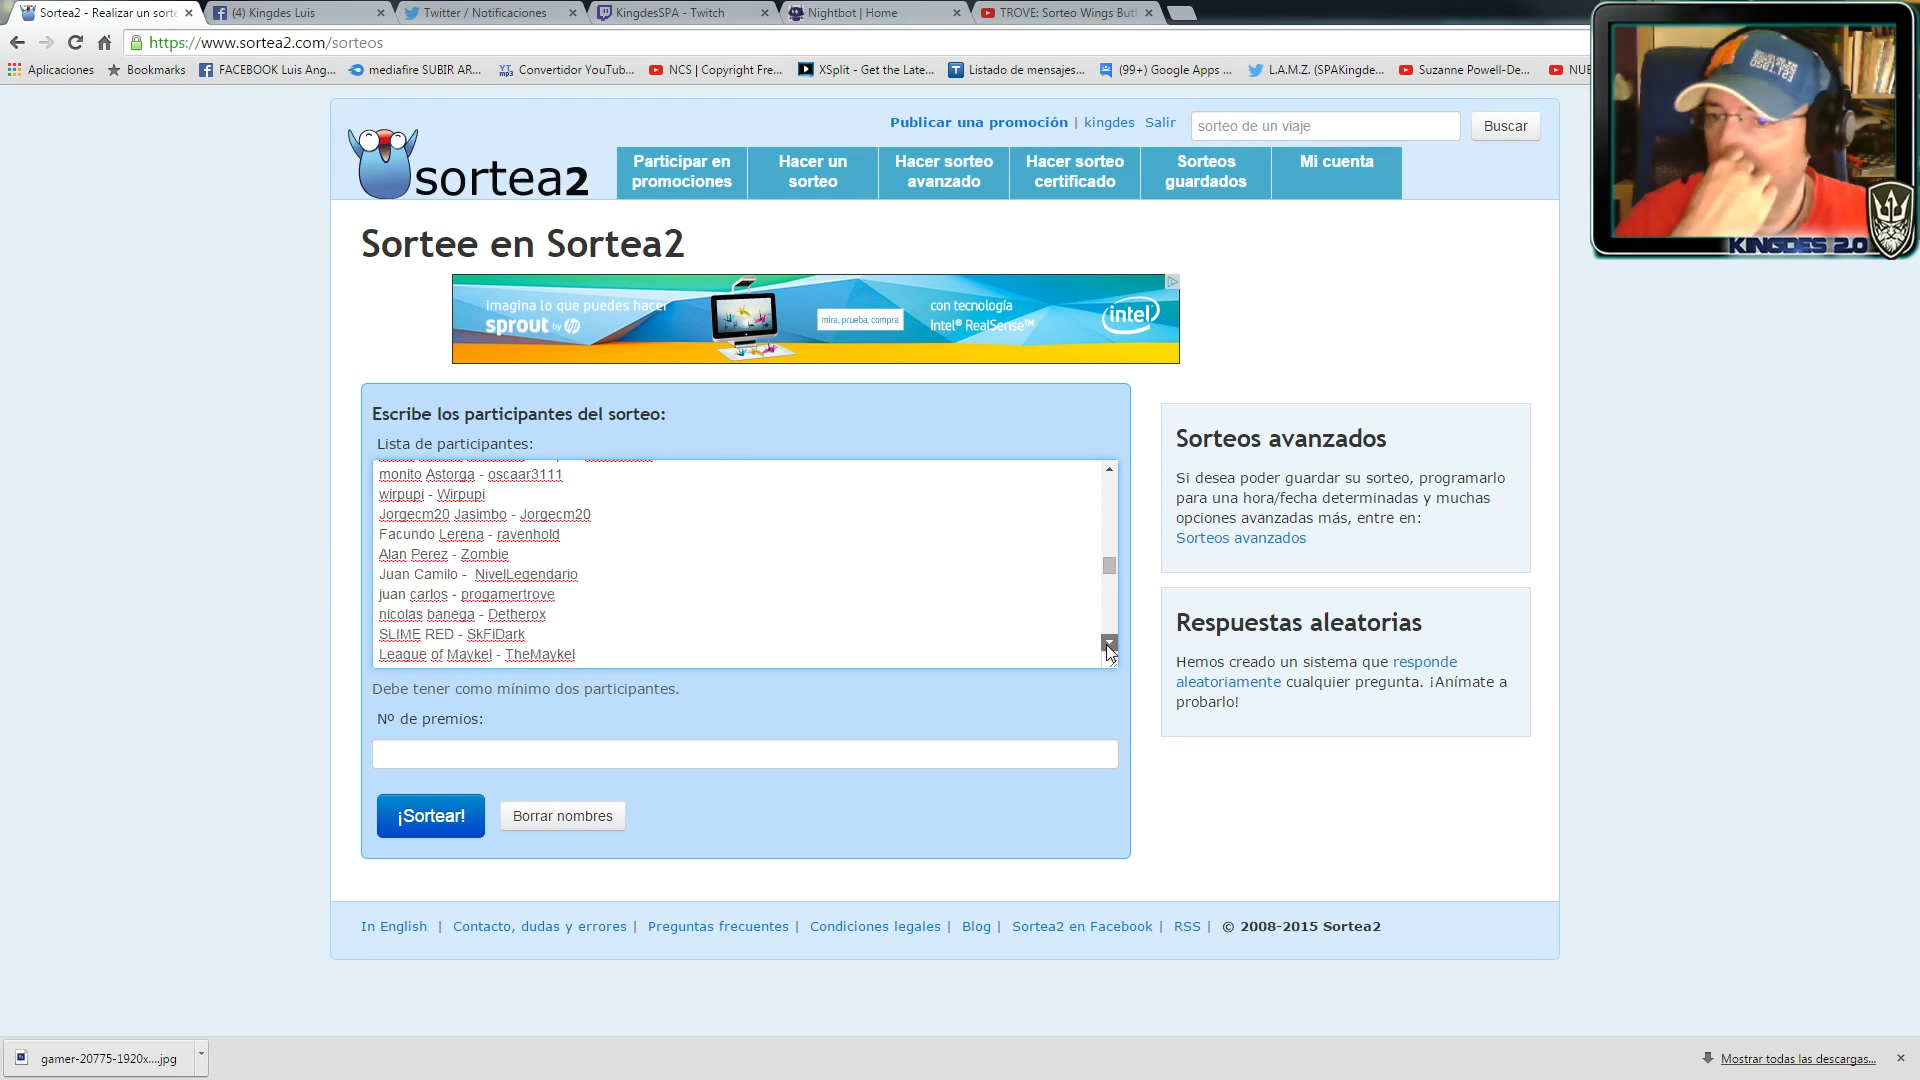 Sortea2 - Realizar un sorte
(4) Kingdes Luis
Twitter / Notificaciones
KingdesSPA - Twitch
Nightbot | Home
TROVE: Sorteo Wings Butt
https://www.sortea2.com/sorteos
Aplicaciones
Bookmarks
FACEBOOK Luis Ang...
mediafire SUBIR AR...
Convertidor YouTub...
NCS | Copyright Fre...
XSplit - Get the Late...
Listado de mensajes...
(99+) Google Apps ...
L.A.M.Z. (SPAKingde...
Suzanne Powell-De...
NUE
Publicar una promoción | kingdes Salir
sorteo de un viaje
Buscar
sortea2
Participar en promociones
Hacer un sorteo
Hacer sorteo avanzado
Hacer sorteo certificado
Sorteos guardados
Mi cuenta
KINGDES 2.0
Sortee en Sortea2
imagina lo que puedes hacer
sprout by hp
mira, prueba, compra
con tecnología
Intel® RealSense™
intel
Escribe los participantes del sorteo:
Lista de participantes:
monito Astorga - oscaar3111
wirpupi - Wirpupi
Jorgecm20 Jasimbo - Jorgecm20
Facundo Lerena - ravenhold
Alan Perez - Zombie
Juan Camilo -  NivelLegendario
juan carlos - progamertrove
nicolas banega - Detherox
SLIME RED - SkFiDark
League of Maykel - TheMaykel
Debe tener como mínimo dos participantes.
Nº de premios:
¡Sortear!
Borrar nombres
Sorteos avanzados
Si desea poder guardar su sorteo, programarlo
para una hora/fecha determinadas y muchas
opciones avanzadas más, entre en:
Sorteos avanzados
Respuestas aleatorias
Hemos creado un sistema que responde
aleatoriamente cualquier pregunta. ¡Anímate a
probarlo!
In English | Contacto, dudas y errores | Preguntas frecuentes | Condiciones legales | Blog | Sortea2 en Facebook | RSS | © 2008-2015 Sortea2
gamer-20775-1920x....jpg
Mostrar todas las descargas...